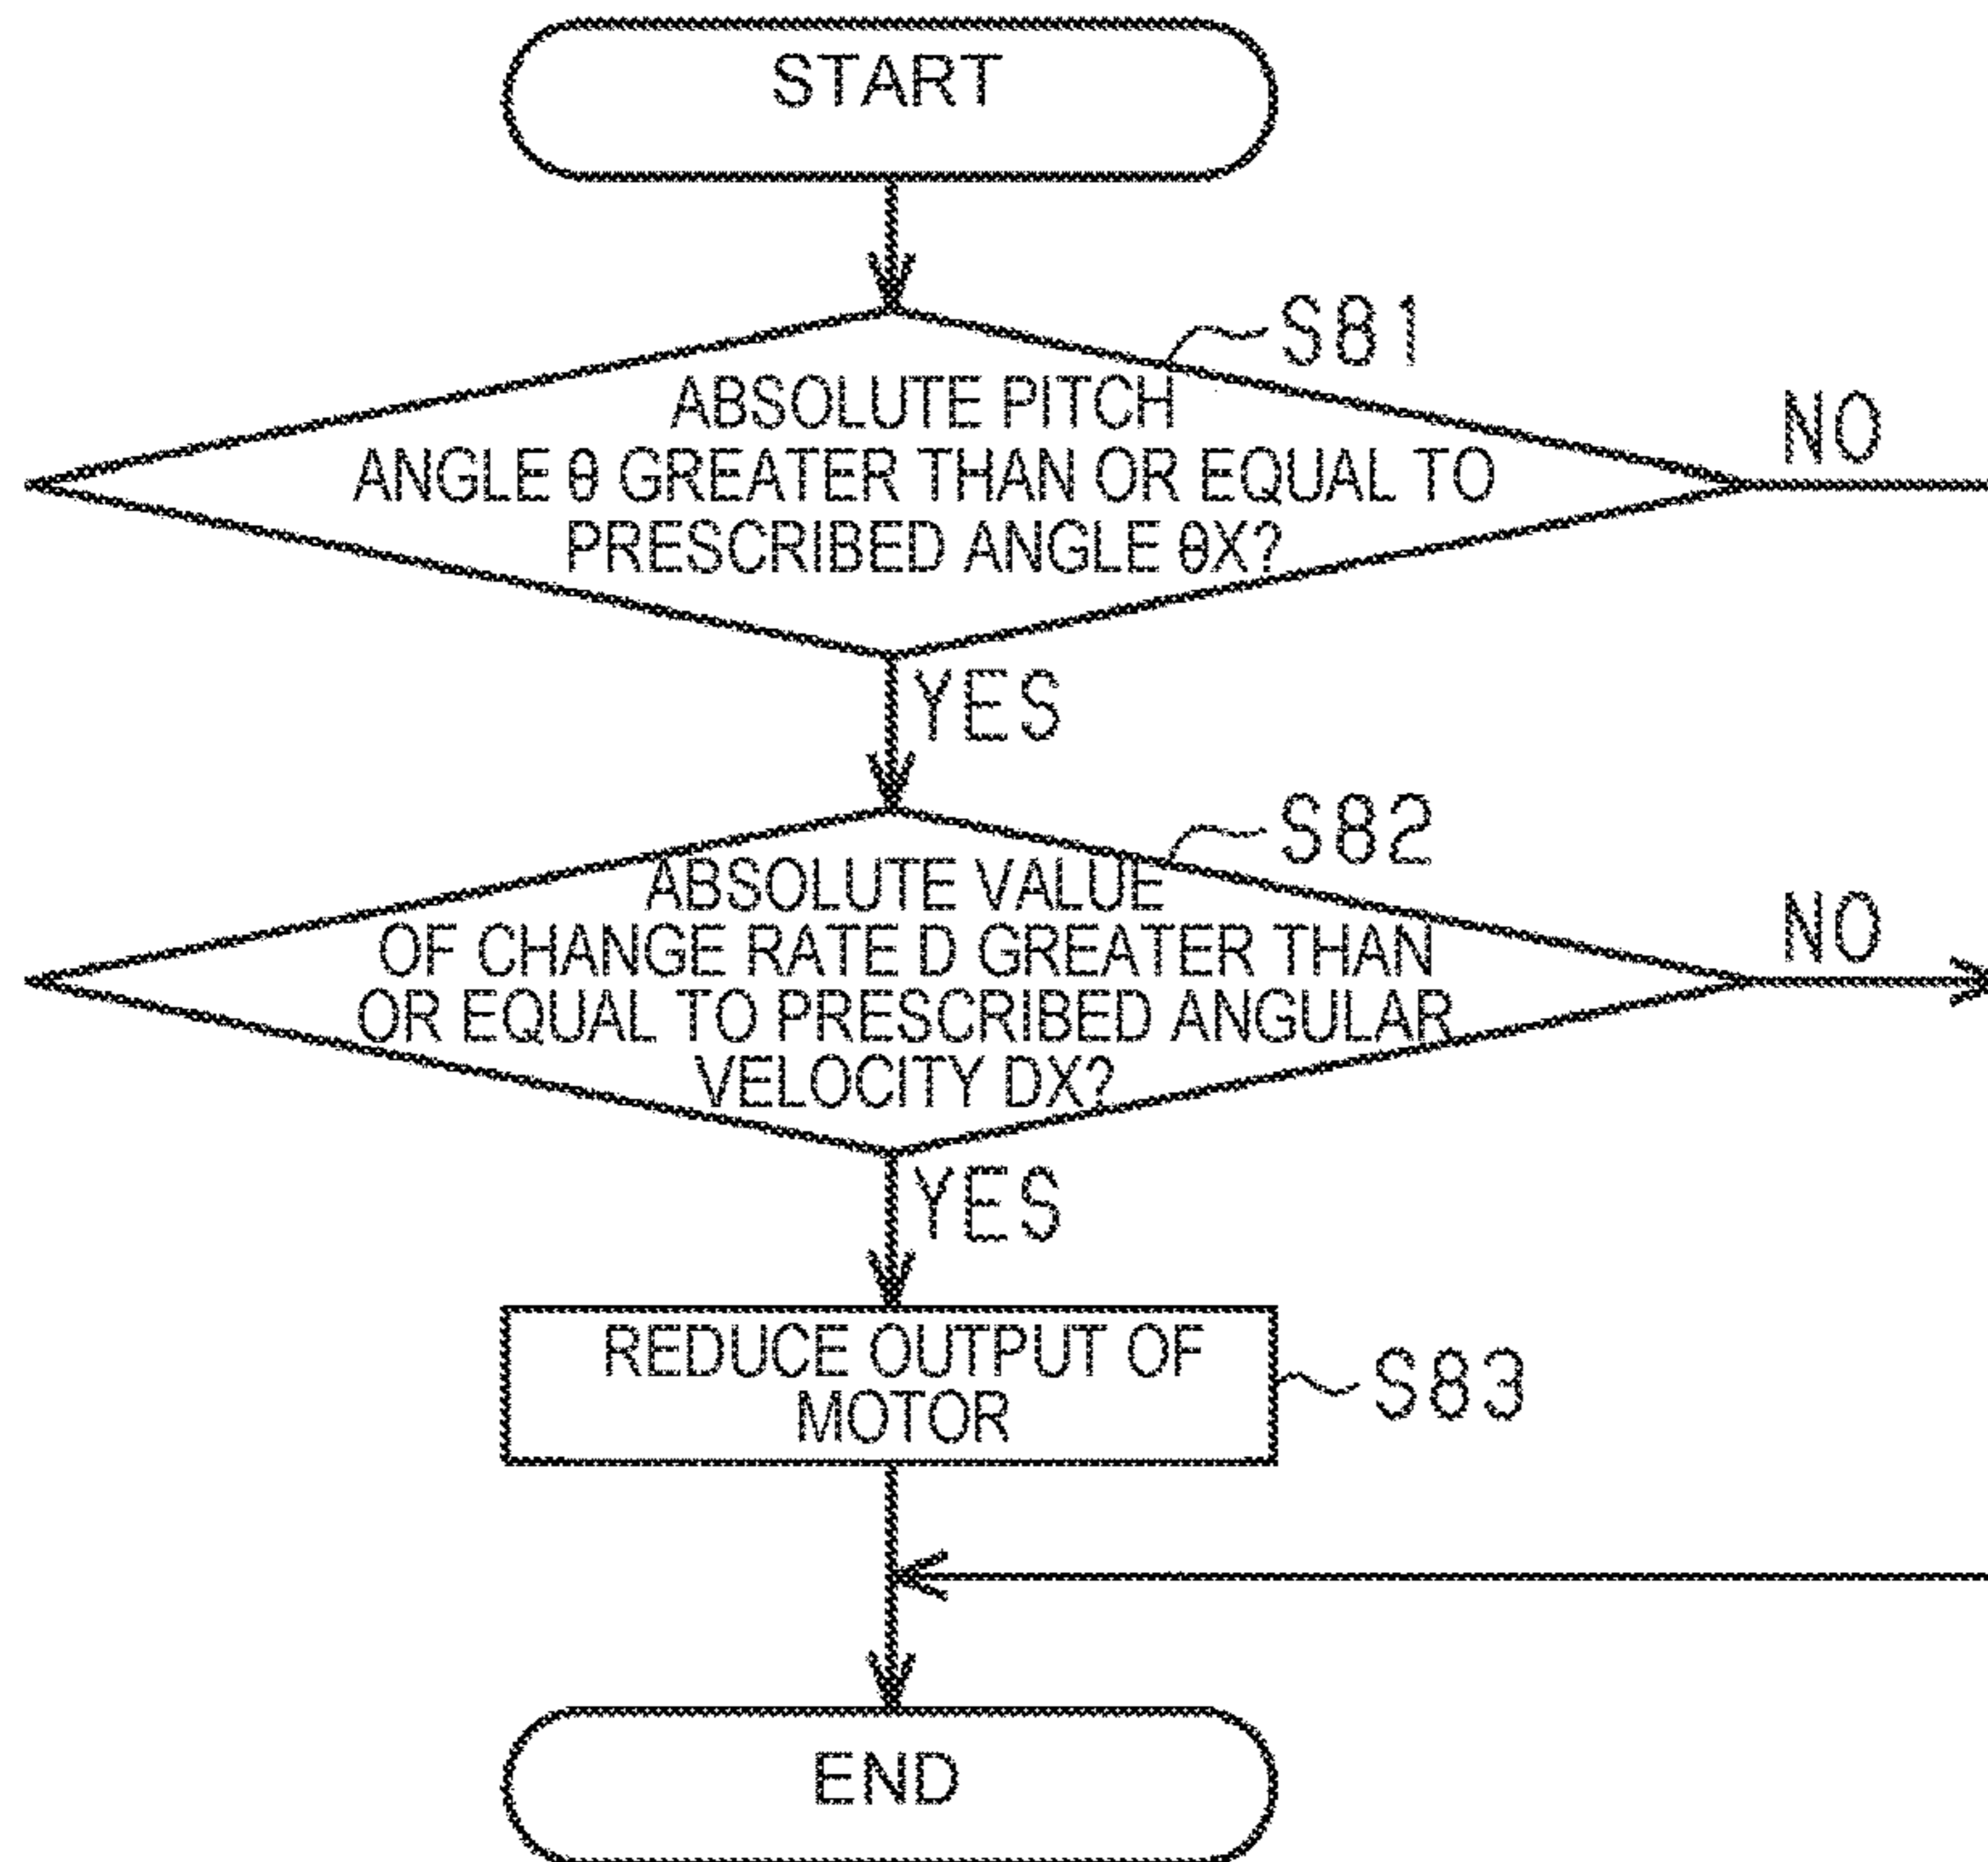 START
S81
ABSOLUTE PITCH
ANGLE θ GREATER THAN OR EQUAL TO
PRESCRIBED ANGLE θX?
NO
YES
S82
ABSOLUTE VALUE
OF CHANGE RATE D GREATER THAN
OR EQUAL TO PRESCRIBED ANGULAR
VELOCITY DX?
NO
YES
REDUCE OUTPUT OF
MOTOR
S83
END